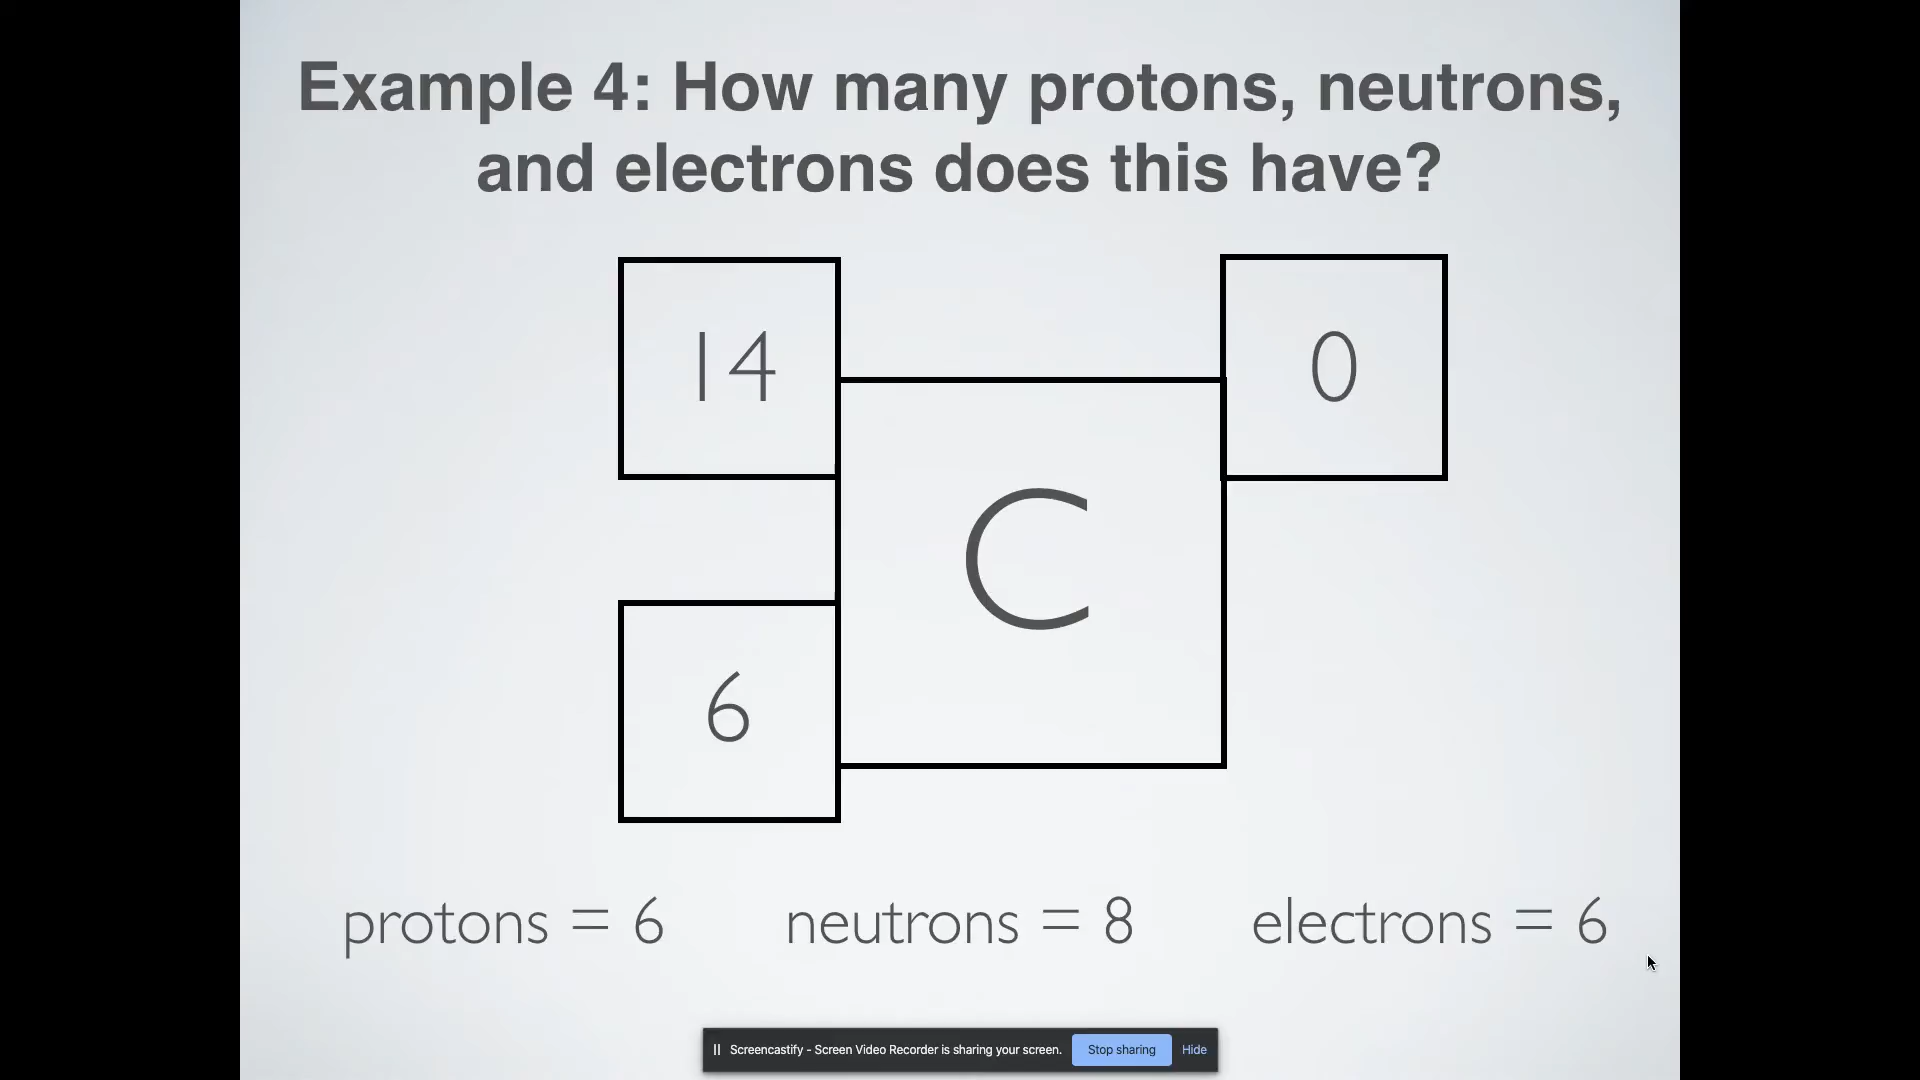 Example 4: How many protons, neutrons,
and electrons does this have?
14
0
C
6
protons = 6 neutrons = 8 electrons = 6
Screencastify - Screen Video Recorder is sharing your screen. Stop sharing Hide